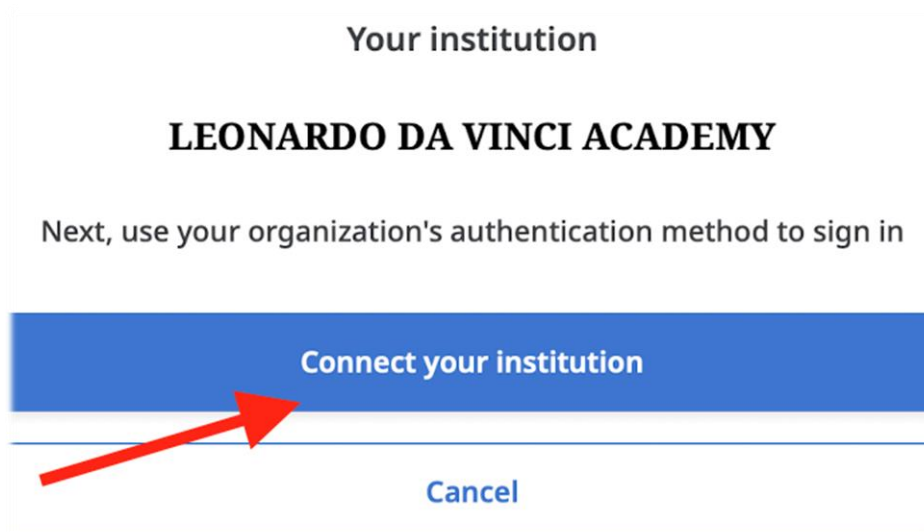 Your institution
LEONARDO DA VINCI ACADEMY
Next, use your organization's authentication method to sign in
Connect your institution
Cancel